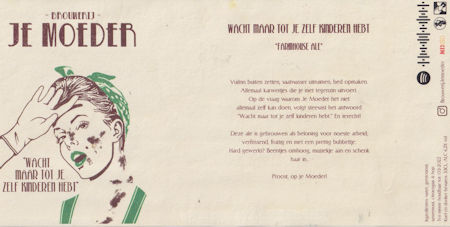 - BROUWERIJ -
JE MOEDER
"WACHT
MAAR TOT JE
ZELF KINDEREN HEBT"
WACHT MAAR TOT JE ZELF KINDEREN HEBT
"FARMHOUSE ALE"
Vuilnis buiten zetten, vaatwasser uitruimen, bed opmaken.
Allemaal karweitjes die je met tegenzin uitvoert.
Op de vraag waarom Je Moeder het niet
allemaal zelf kan doen, volgt steevast het antwoord
"Wacht maar tot je zelf kinderen hebt." En terecht!
Deze ale is gebrouwen als beloning voor noeste arbeid,
verfrissend, fruitig en met een prettig bubbeltje.
Hard gewerkt? Beentjes omhoog, muziekje aan en schenk
haar in.
Proost, op je Moeder!